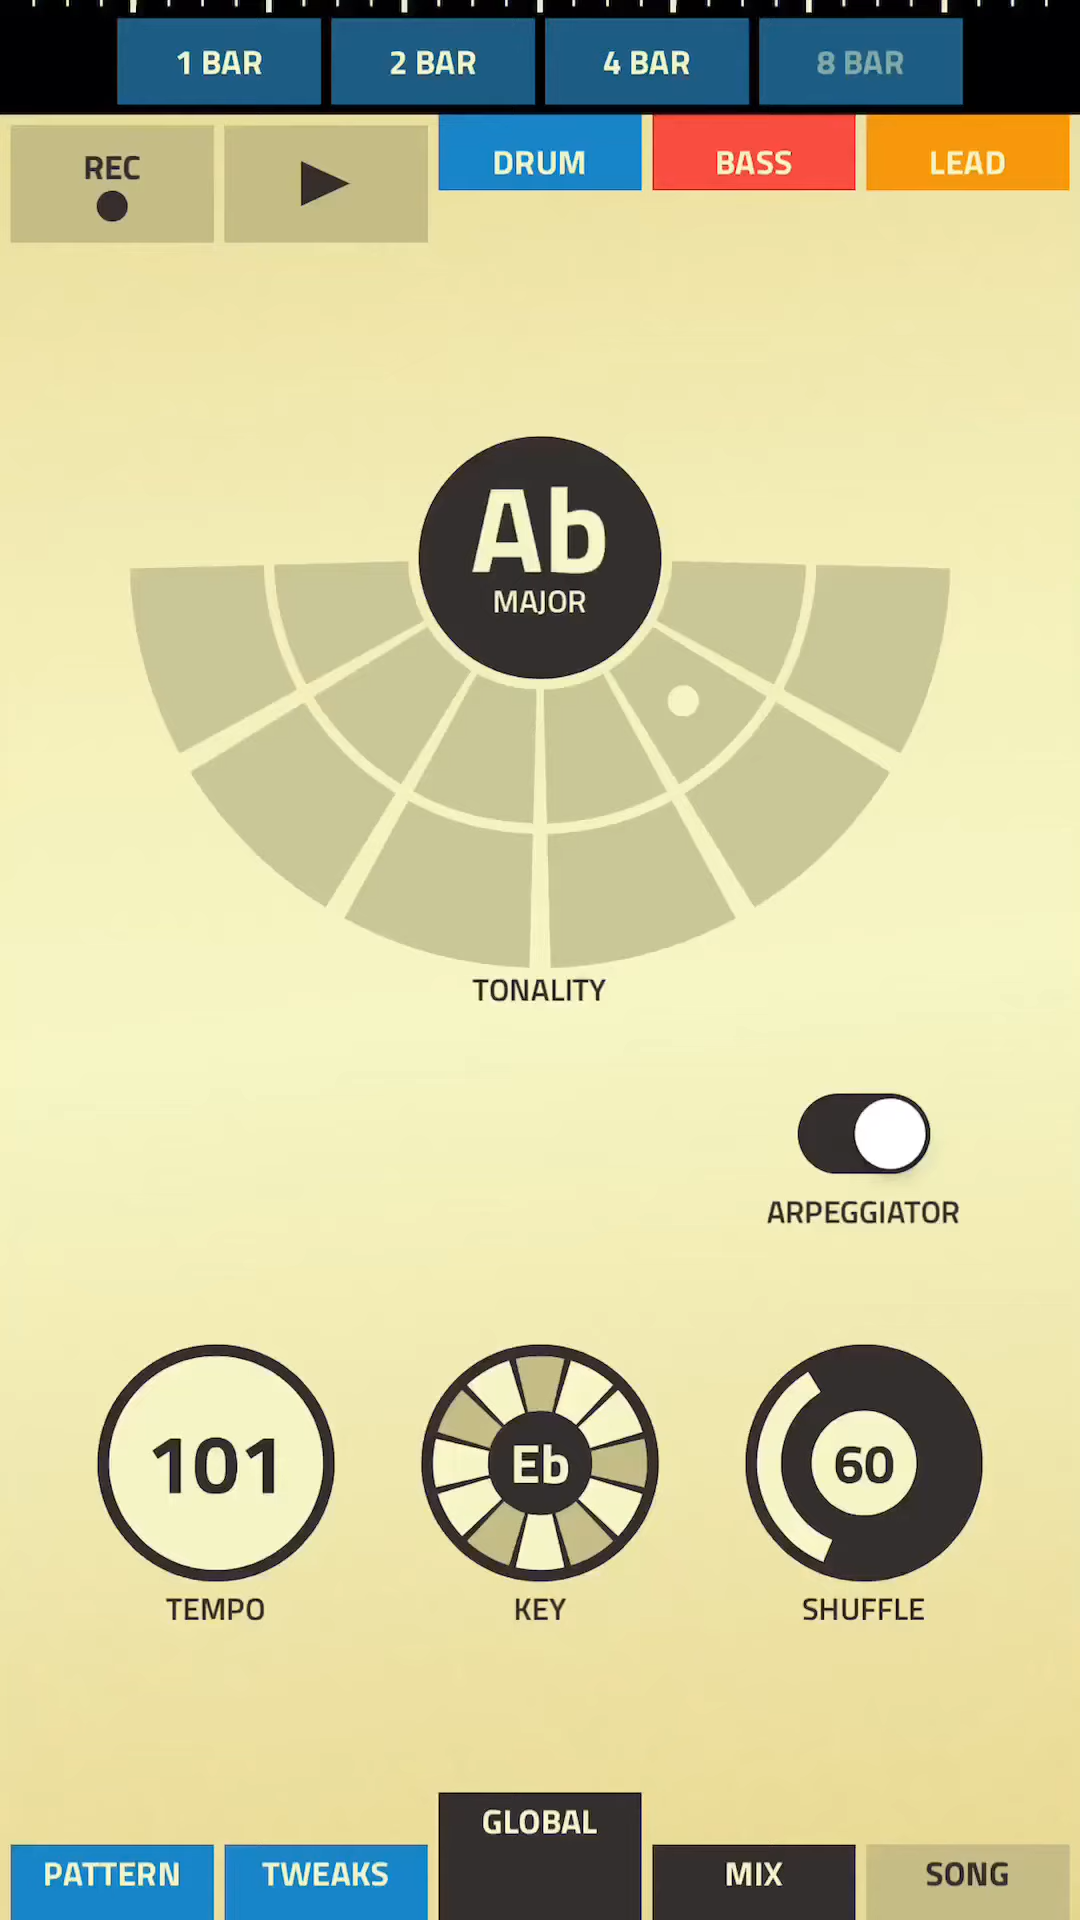 1 BAR
2 BAR
4 BAR
8 BAR
REC
DRUM
BASS
LEAD
Ab
MAJOR
TONALITY
ARPEGGIATOR
101
Eb
60
TEMPO
KEY
SHUFFLE
GLOBAL
PATTERN
TWEAKS
MIX
SONG